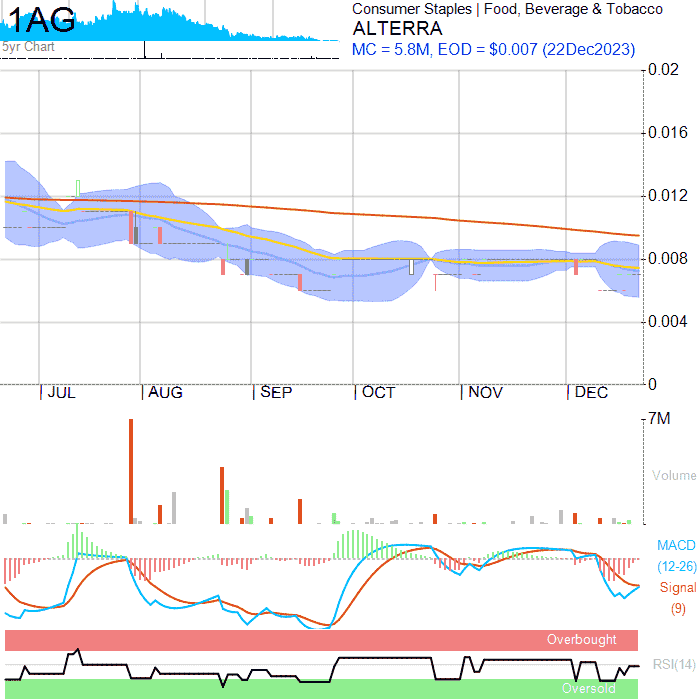 1AG
5yr Chart
Consumer Staples | Food, Beverage & Tobacco
ALTERRA
MC = 5.8M, EOD = $0.007 (22Dec2023)
0.02
0.016
0.012
0.008
0.004
0
JUL AUG SEP OCT NOV DEC
7M
Volume
MACD
(12-26)
Signal
(9)
Overbought
RSI(14)
Oversold